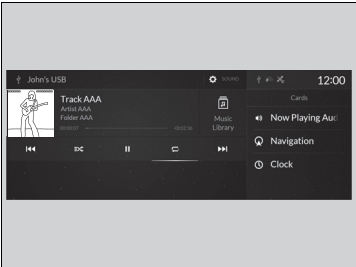 John's USB
SOUND
12:00
Track AAA
Artist AAA
Folder AAA
Music
Library
Cards
Now Playing Aud
Navigation
Clock